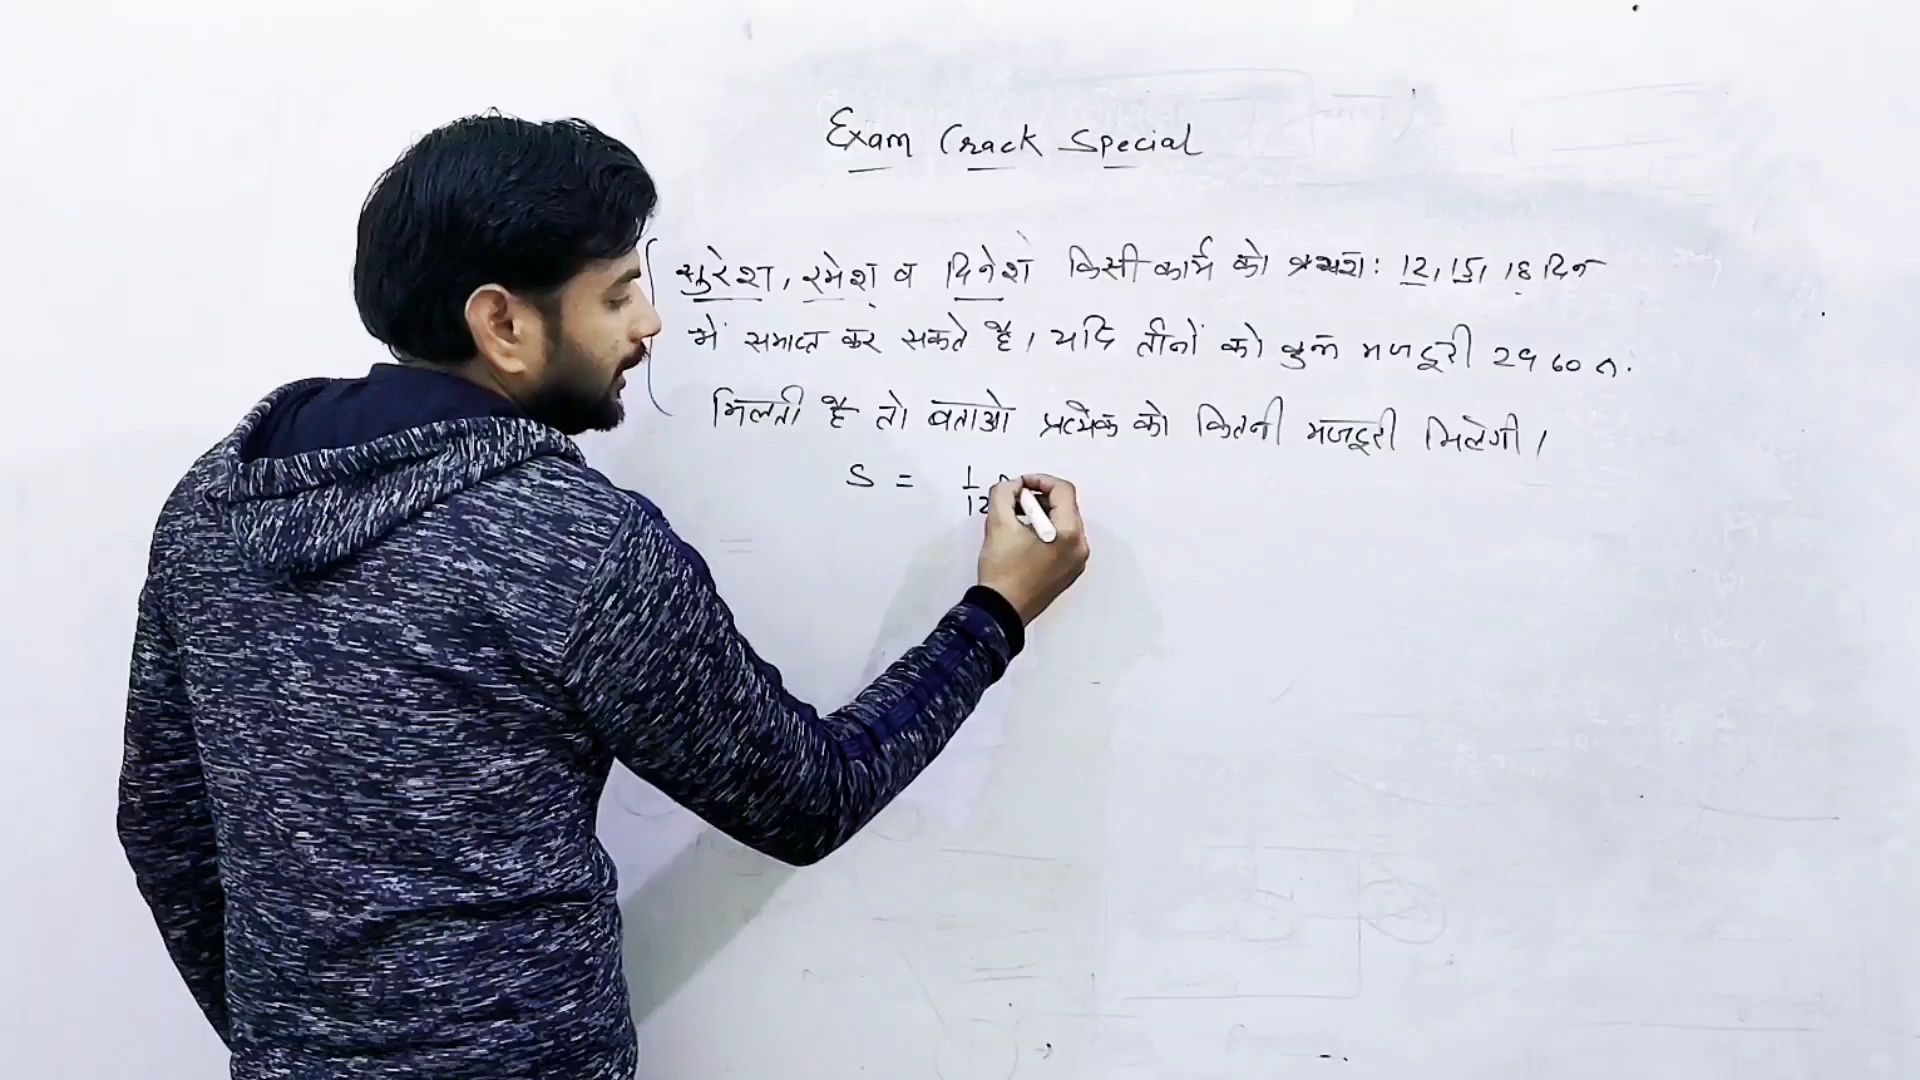 Exam Crack Special
सुरेश, रमेश व दिनेश किसी कार्य को क्रमशः 12, 15, 18 दिन
में समाप्त कर सकते है। यदि तीनों को कुल मजदूरी 2960 रु.
मिलती है तो बताओ प्रत्येक को कितनी मजदूरी मिलेगी।
S = 1/12